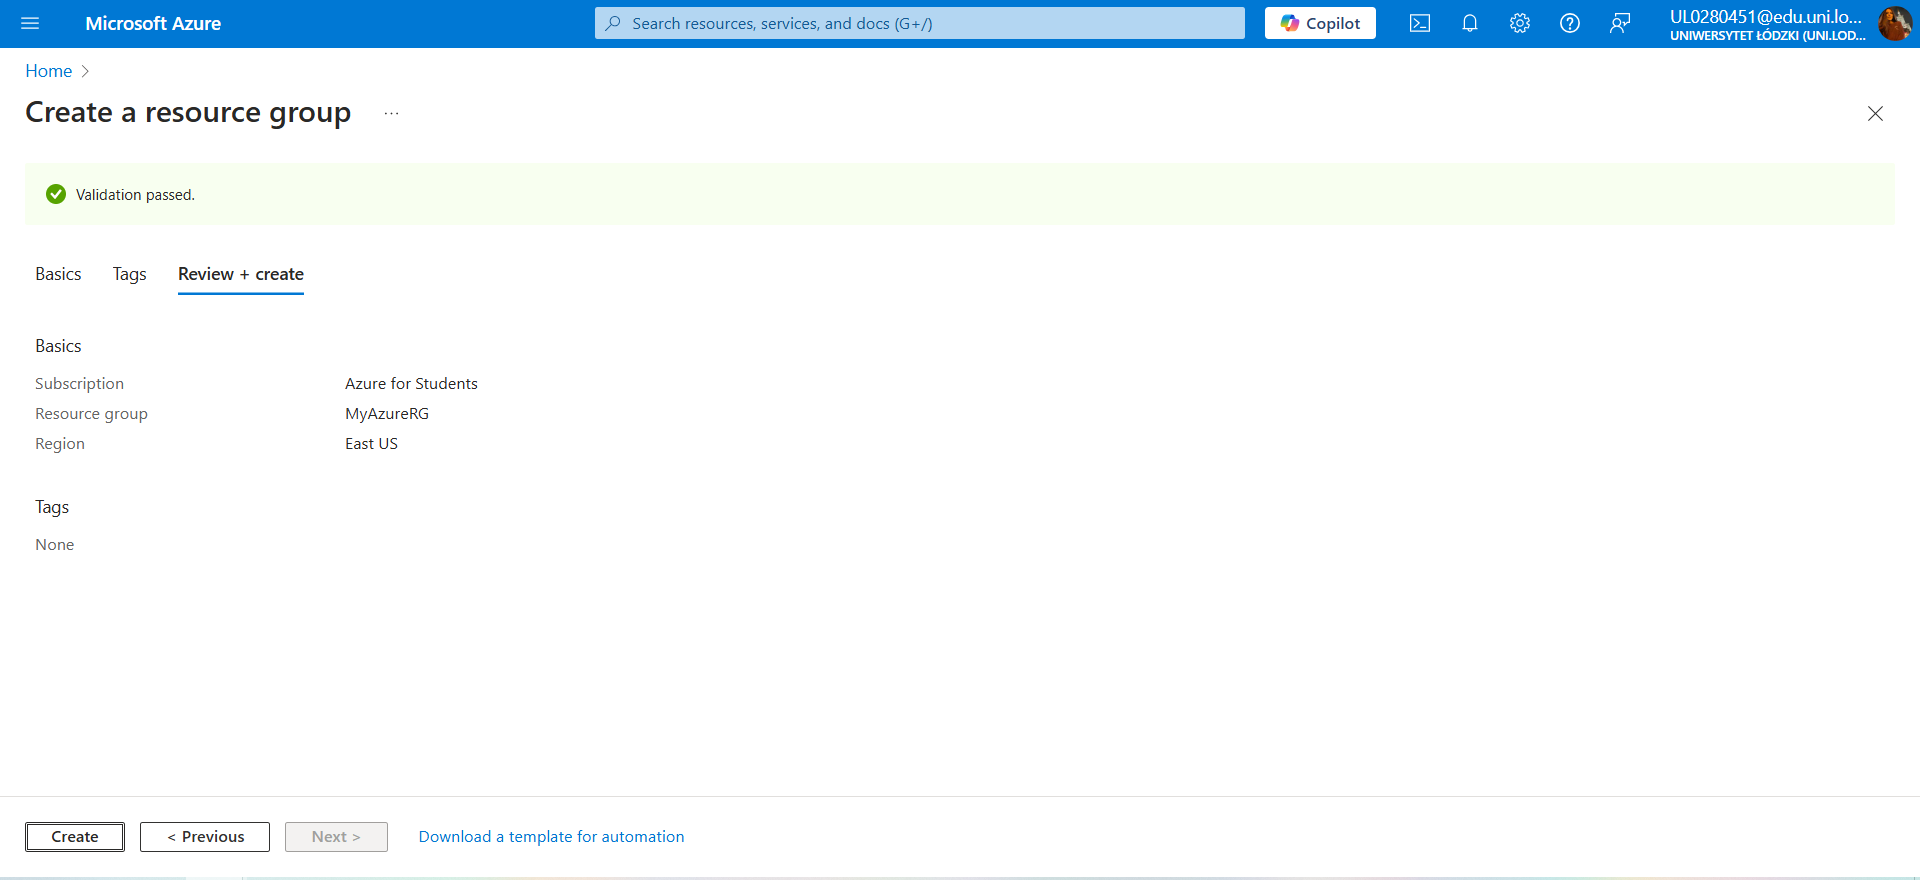 Microsoft Azure
Search resources, services, and docs (G+/)
Copilot
UL0280451@edu.uni.lo...
UNIWERSYTET ŁÓDZKI (UNI.LOD...
Home >
Create a resource group ...
Validation passed.
Basics Tags Review + create
Basics
Subscription Azure for Students
Resource group MyAzureRG
Region East US
Tags
None
Create < Previous Next > Download a template for automation